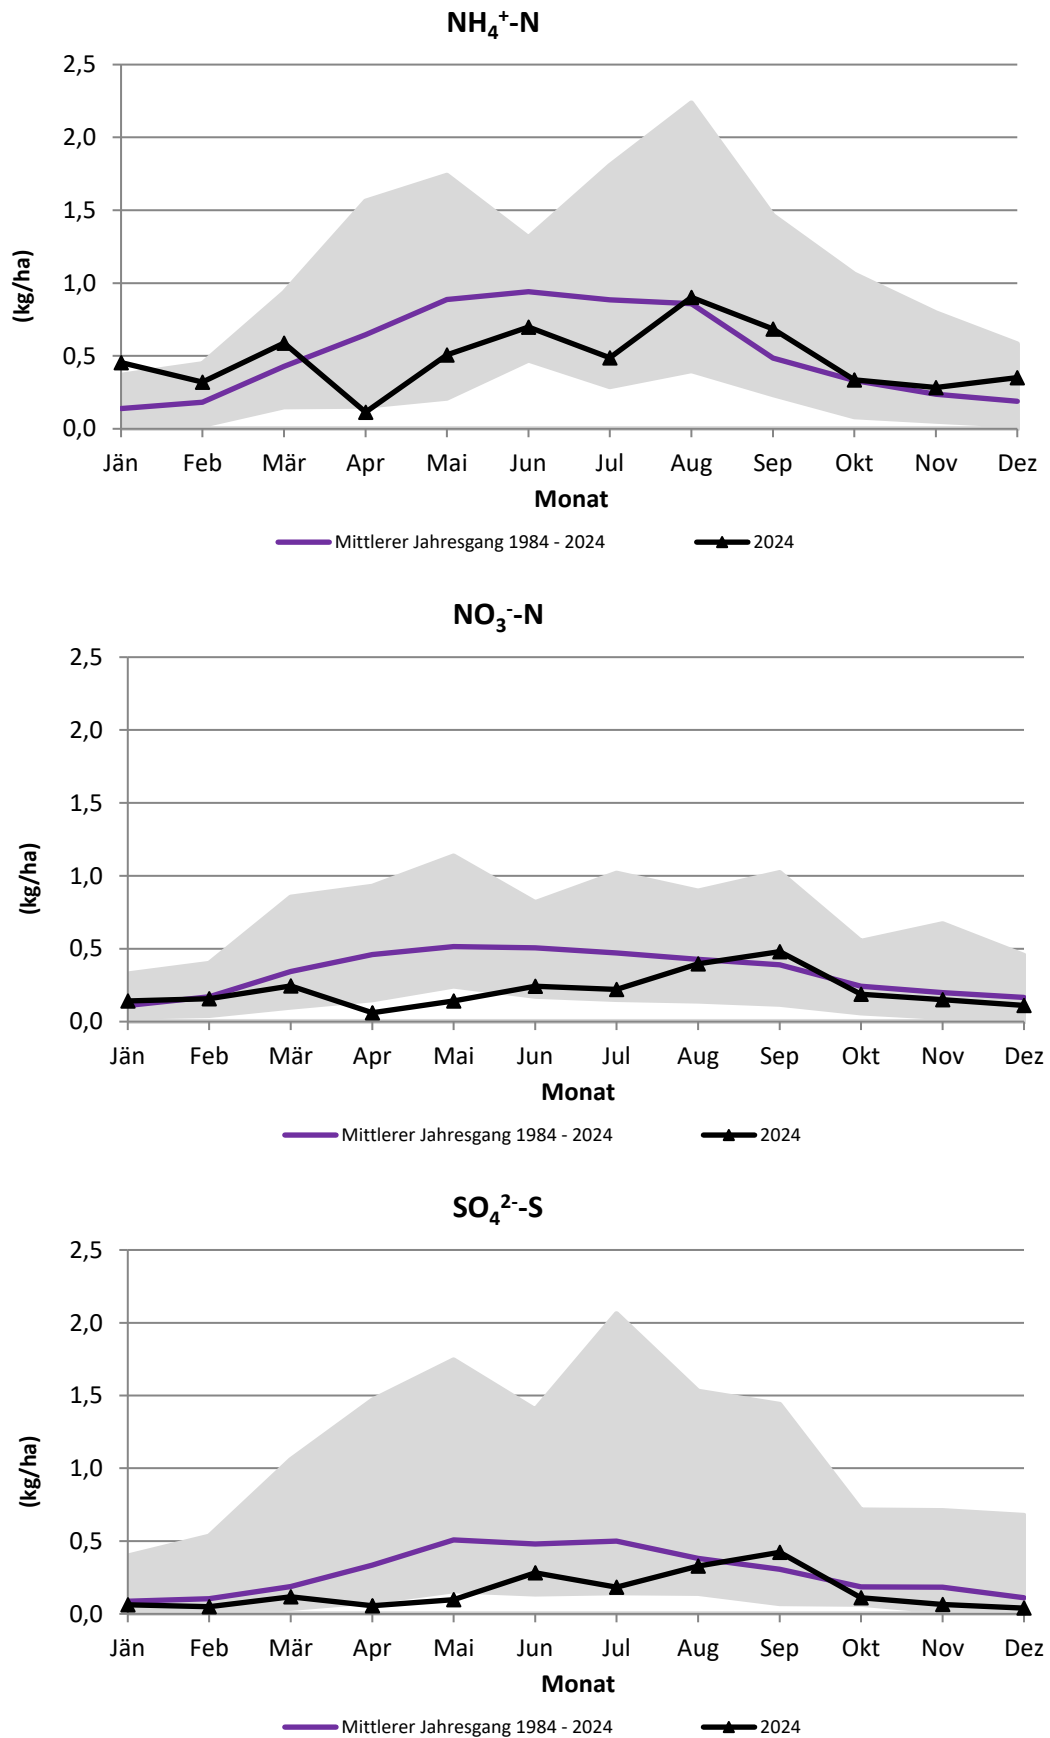 NH₄⁺-N
2,5
2,0
1,5
1,0
0,5
0,0
(kg/ha)
Jän Feb Mär Apr Mai Jun Jul Aug Sep Okt Nov Dez
Monat
Mittlerer Jahresgang 1984 - 2024 2024
NO₃⁻-N
2,5
2,0
1,5
1,0
0,5
0,0
(kg/ha)
Jän Feb Mär Apr Mai Jun Jul Aug Sep Okt Nov Dez
Monat
Mittlerer Jahresgang 1984 - 2024 2024
SO₄²⁻-S
2,5
2,0
1,5
1,0
0,5
0,0
(kg/ha)
Jän Feb Mär Apr Mai Jun Jul Aug Sep Okt Nov Dez
Monat
Mittlerer Jahresgang 1984 - 2024 2024